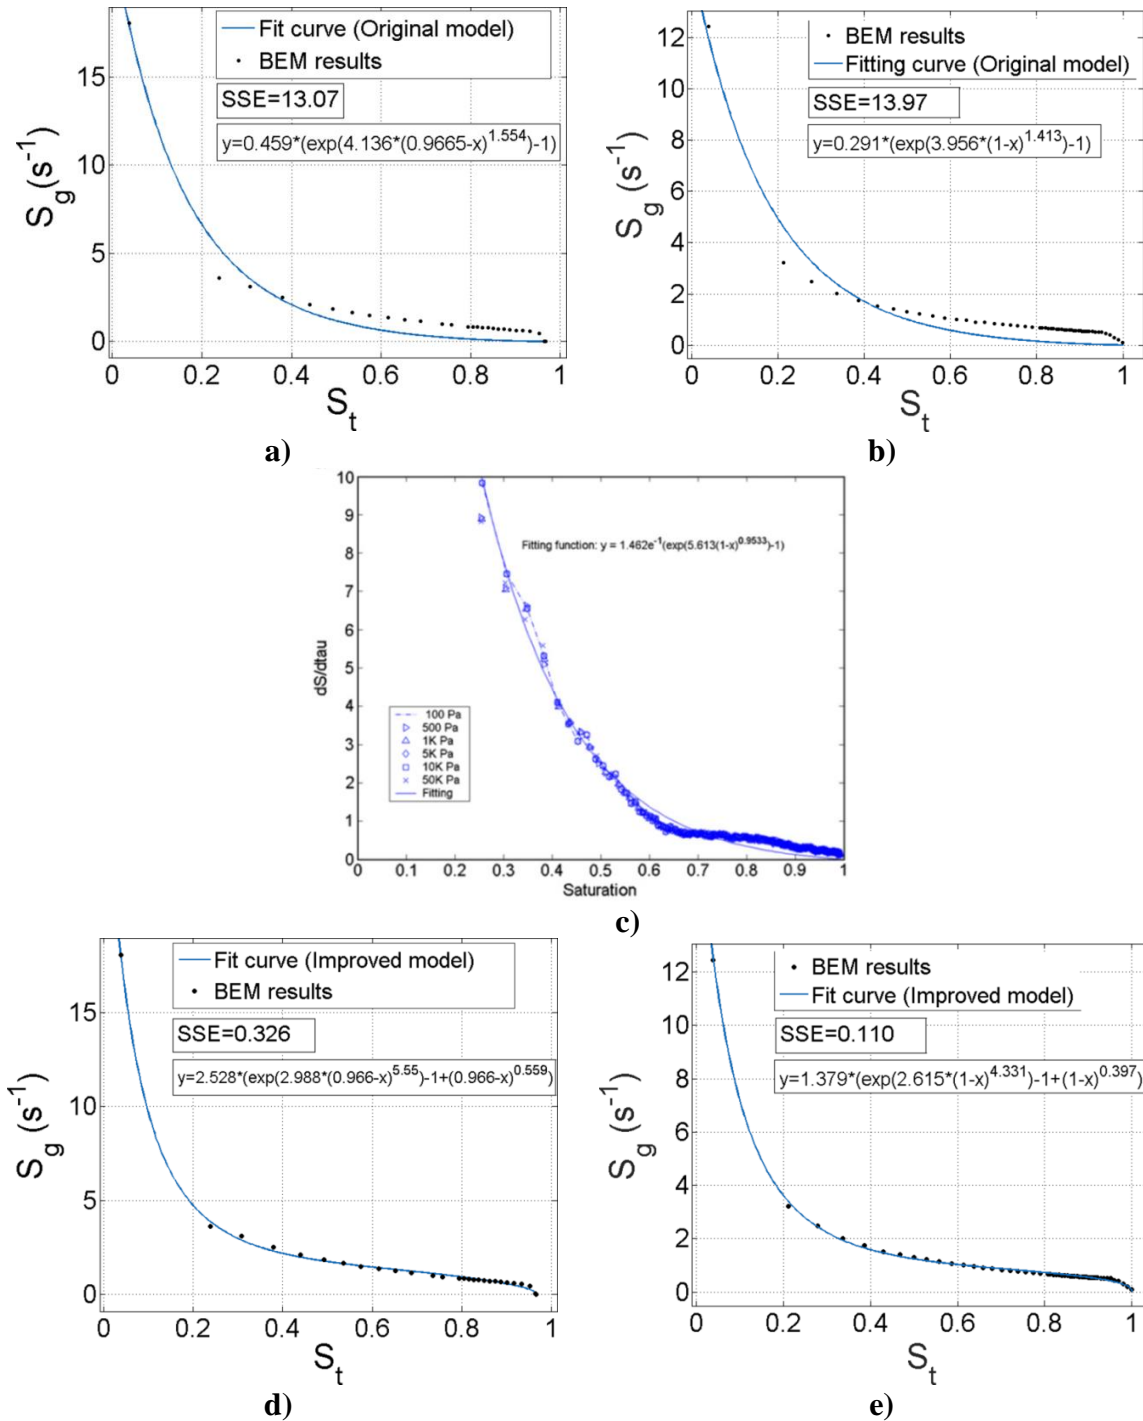 Fit curve (Original model)
BEM results
SSE=13.07
y=0.459*(exp(4.136*(0.9665-x)^1.554)-1)
S_g (s^-1)
15
10
5
0
0 0.2 0.4 0.6 0.8 1
S_t
a)
BEM results
Fitting curve (Original model)
SSE=13.97
y=0.291*(exp(3.956*(1-x)^1.413)-1)
S_g (s^-1)
12
10
8
6
4
2
0
0 0.2 0.4 0.6 0.8 1
S_t
b)
Fitting function: y = 1.462e^-1(exp(5.613(1-x)^0.9533)-1)
dS/dtau
10
9
8
7
6
5
4
3
2
1
0
100 Pa
500 Pa
1K Pa
5K Pa
10K Pa
50K Pa
Fitting
0 0.1 0.2 0.3 0.4 0.5 0.6 0.7 0.8 0.9 1
Saturation
c)
Fit curve (Improved model)
BEM results
SSE=0.326
y=2.528*(exp(2.988*(0.966-x)^5.55)-1+(0.966-x)^0.559)
S_g (s^-1)
15
10
5
0
0 0.2 0.4 0.6 0.8 1
S_t
d)
BEM results
Fit curve (Improved model)
SSE=0.110
y=1.379*(exp(2.615*(1-x)^4.331)-1+(1-x)^0.397)
S_g (s^-1)
12
10
8
6
4
2
0
0 0.2 0.4 0.6 0.8 1
S_t
e)